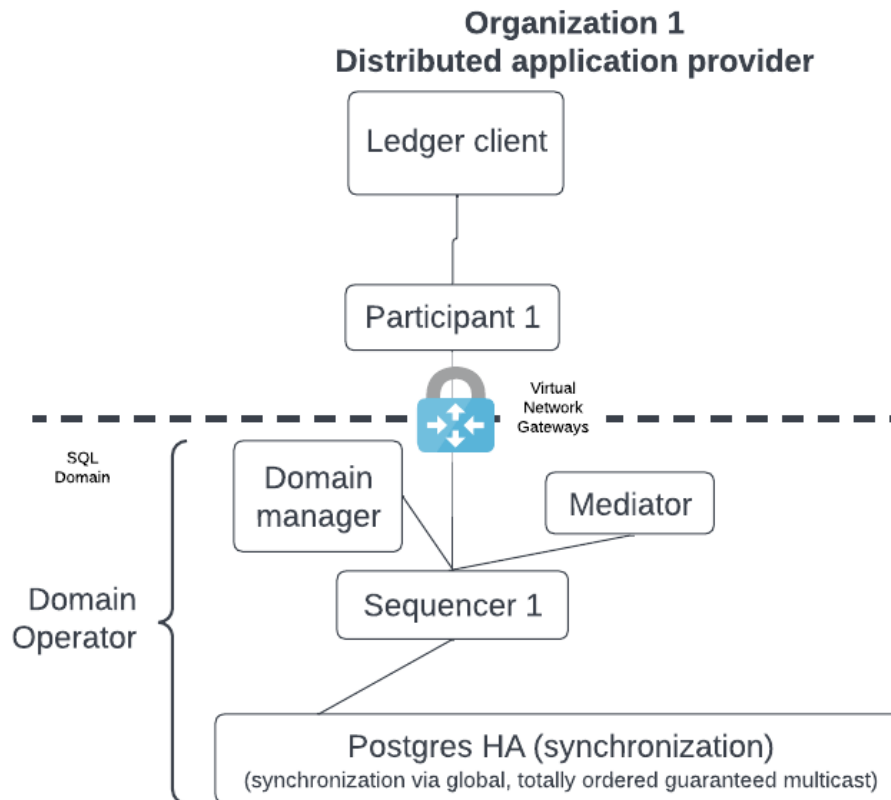 Organization 1
Distributed application provider
Ledger client
Participant 1
Virtual
Network
Gateways
SQL
Domain
Domain
manager
Mediator
Domain
Operator
Sequencer 1
Postgres HA (synchronization)
(synchronization via global, totally ordered guaranteed multicast)